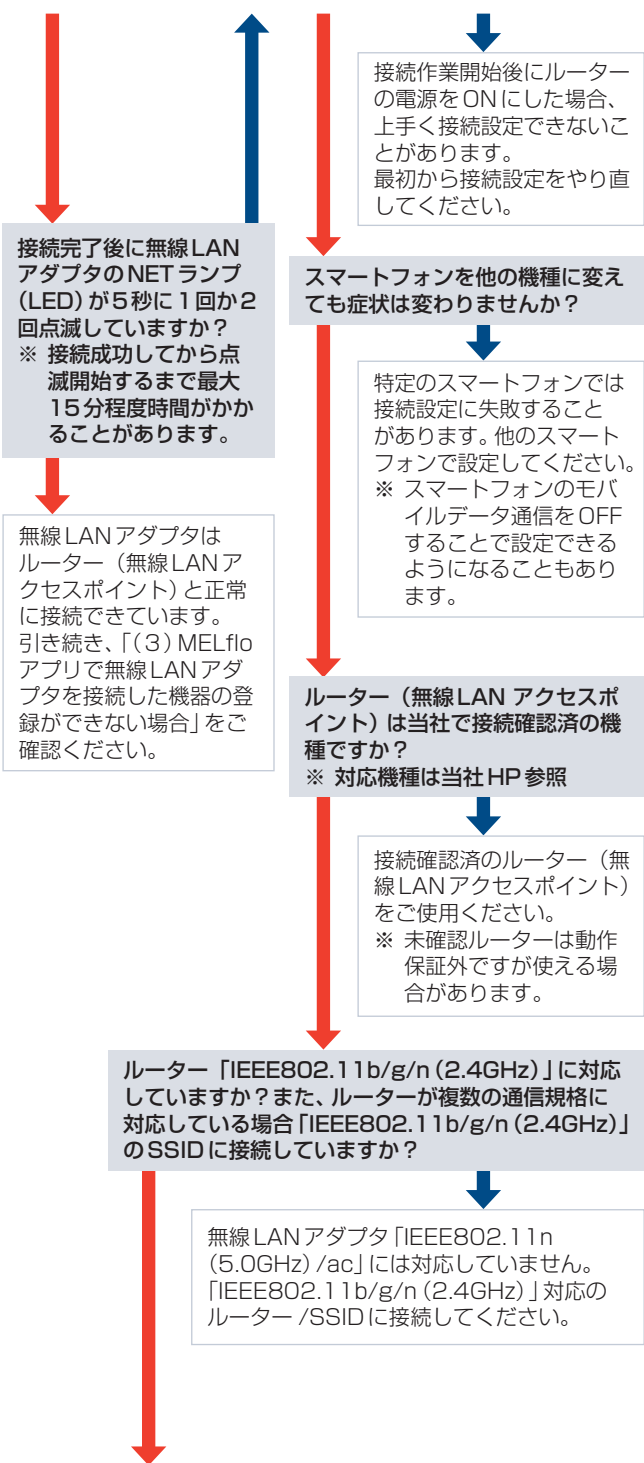 接続作業開始後にルーター
の電源をONにした場合、
上手く接続設定できないこ
とがあります。
最初から接続設定をやり直
してください。
接続完了後に無線LAN
アダプタのNETランプ
(LED)が5秒に1回か2
回点滅していますか?
※ 接続成功してから点
滅開始するまで最大
15分程度時間がかか
ることがあります。
無線LANアダプタは
ルーター(無線LANア
クセスポイント)と正常
に接続できています。
引き続き、「(3)MELflo
アプリで無線LANアダ
プタを接続した機器の登
録ができない場合」をご
確認ください。
スマートフォンを他の機種に変え
ても症状は変わりませんか?
特定のスマートフォンでは
接続設定に失敗すること
があります。他のスマート
フォンで設定してください。
※ スマートフォンのモバ
イルデータ通信をOFF
することで設定できる
ようになることもあり
ます。
ルーター(無線LAN アクセスポ
イント)は当社で接続確認済の機
種ですか?
※ 対応機種は当社HP参照
接続確認済のルーター(無
線LANアクセスポイント)
をご使用ください。
※ 未確認ルーターは動作
保証外ですが使える場
合があります。
ルーター「IEEE802.11b/g/n(2.4GHz)」に対応
していますか?また、ルーターが複数の通信規格に
対応している場合「IEEE802.11b/g/n(2.4GHz)」
のSSIDに接続していますか?
無線LANアダプタ「IEEE802.11n
(5.0GHz)/ac」には対応していません。
「IEEE802.11b/g/n(2.4GHz)」対応の
ルーター/SSIDに接続してください。